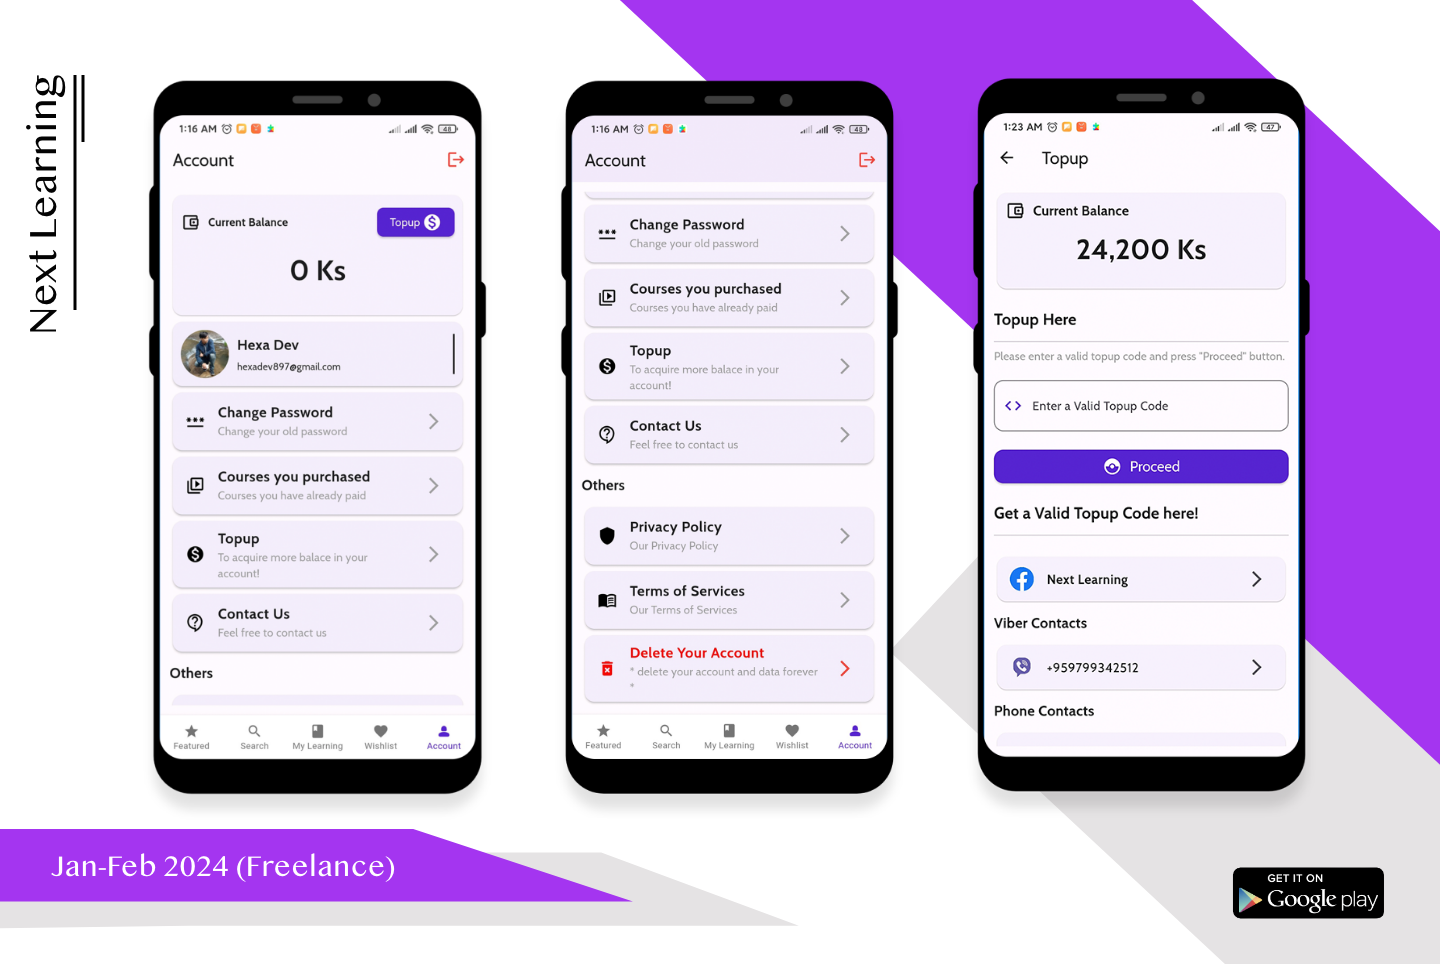 Next Learning
1:16 AM
48
Account
Current Balance
Topup
0 Ks
Hexa Dev
hexadev897@gmail.com
Change Password
Change your old password
Courses you purchased
Courses you have already paid
Topup
To acquire more balace in your
account!
Contact Us
Feel free to contact us
Others
Featured
Search
My Learning
Wishlist
Account
1:16 AM
48
Account
Change Password
Change your old password
Courses you purchased
Courses you have already paid
Topup
To acquire more balace in your
account!
Contact Us
Feel free to contact us
Others
Privacy Policy
Our Privacy Policy
Terms of Services
Our Terms of Services
Delete Your Account
* delete your account and data forever
*
Featured
Search
My Learning
Wishlist
Account
1:23 AM
47
Topup
Current Balance
24,200 Ks
Topup Here
Please enter a valid topup code and press "Proceed" button.
Enter a Valid Topup Code
Proceed
Get a Valid Topup Code here!
Next Learning
Viber Contacts
+959799342512
Phone Contacts
Jan-Feb 2024 (Freelance)
GET IT ON
Google play